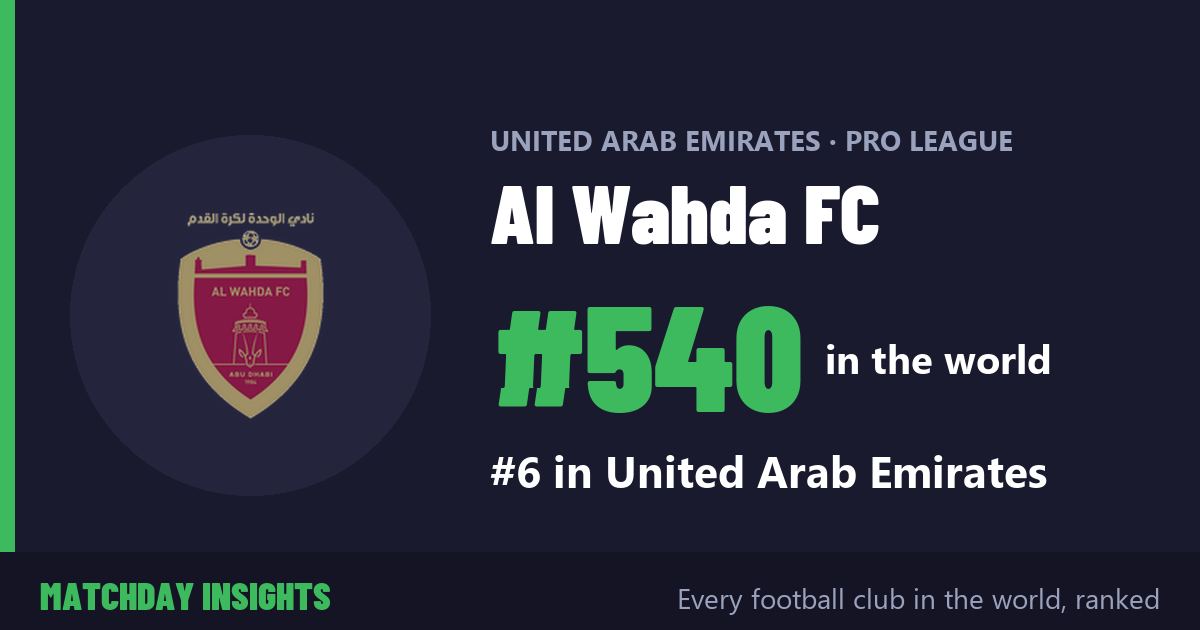 UNITED ARAB EMIRATES · PRO LEAGUE
Al Wahda FC
#540 in the world
#6 in United Arab Emirates
نادي الوحدة لكرة القدم
AL WAHDA FC
ABU DHABI
MATCHDAY INSIGHTS
Every football club in the world, ranked